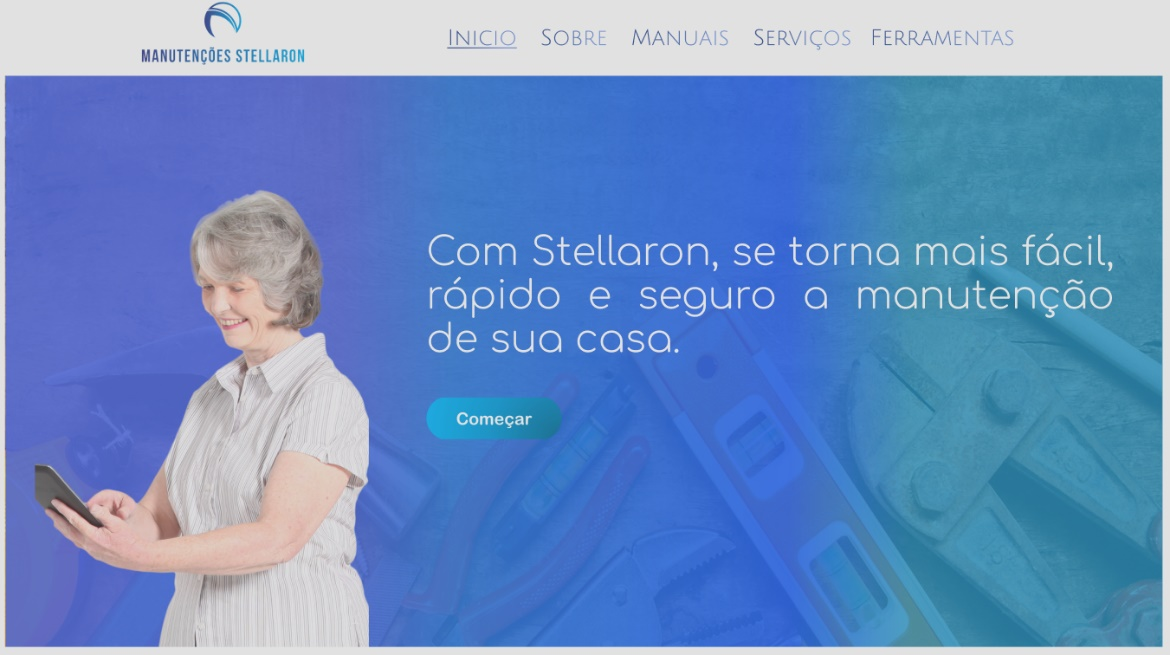 MANUTENÇÕES STELLARON
Inicio Sobre Manuais Serviços Ferramentas
Com Stellaron, se torna mais fácil,
rápido e seguro a manutenção
de sua casa.
Começar